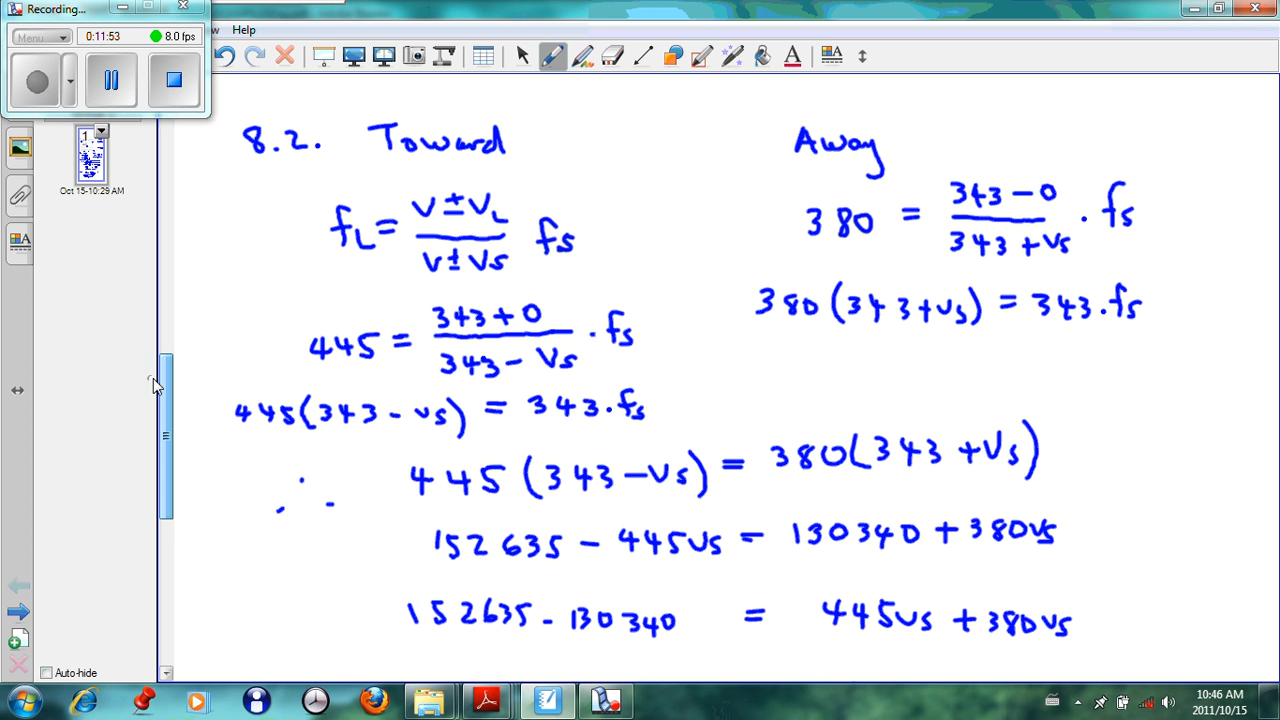 Recording...
Menu 0:11:53 8.0 fps
Help
1
Oct 15-10:29 AM
8.2. Toward
f_L = (V ± V_L) / (V ± Vs) fs
445 = (343 + 0) / (343 - Vs) · fs
445(343 - vs) = 343.fs
Away
380 = (343 - 0) / (343 + Vs) · fs
380(343+vs) = 343.fs
∴ 445(343 - Vs) = 380(343 + Vs)
152635 - 445Vs = 130340 + 380vs
152635 - 130340 = 445vs + 380vs
Auto-hide
10:46 AM
2011/10/15